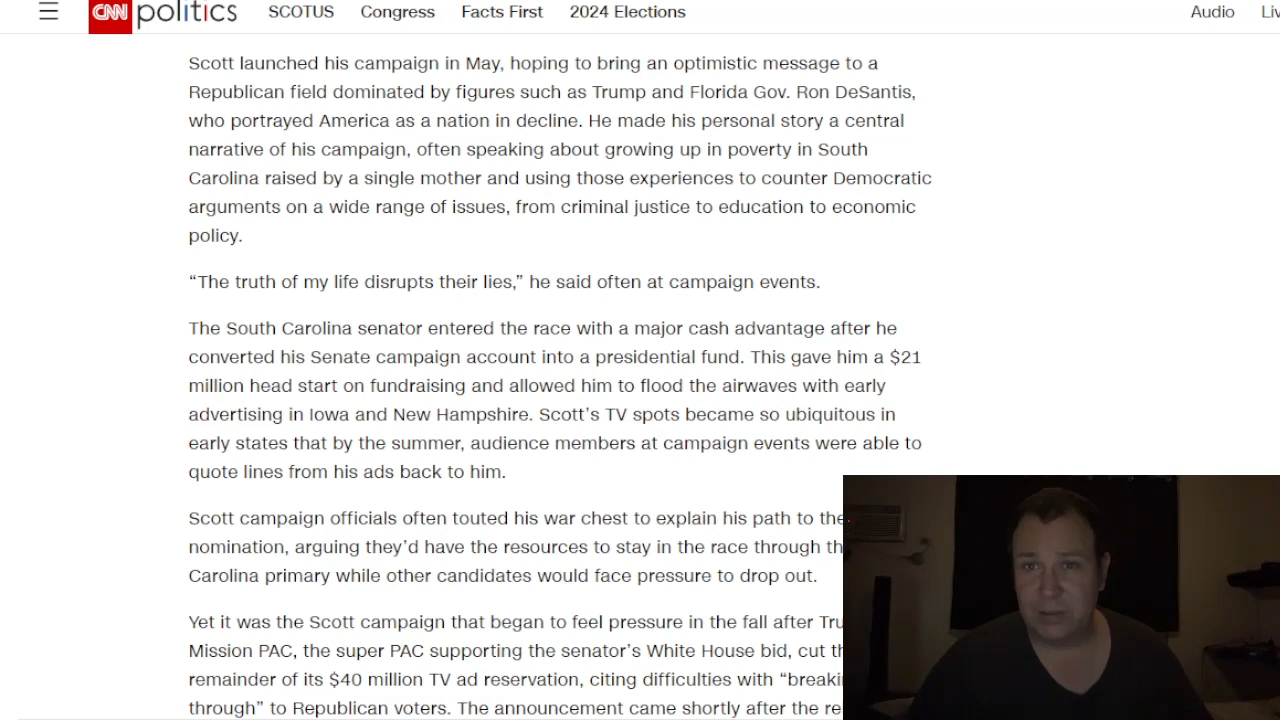 CNN politics SCOTUS Congress Facts First 2024 Elections Audio
Scott launched his campaign in May, hoping to bring an optimistic message to a
Republican field dominated by figures such as Trump and Florida Gov. Ron DeSantis,
who portrayed America as a nation in decline. He made his personal story a central
narrative of his campaign, often speaking about growing up in poverty in South
Carolina raised by a single mother and using those experiences to counter Democratic
arguments on a wide range of issues, from criminal justice to education to economic
policy.
“The truth of my life disrupts their lies,” he said often at campaign events.
The South Carolina senator entered the race with a major cash advantage after he
converted his Senate campaign account into a presidential fund. This gave him a $21
million head start on fundraising and allowed him to flood the airwaves with early
advertising in Iowa and New Hampshire. Scott’s TV spots became so ubiquitous in
early states that by the summer, audience members at campaign events were able to
quote lines from his ads back to him.
Scott campaign officials often touted his war chest to explain his path to the
nomination, arguing they’d have the resources to stay in the race through
Carolina primary while other candidates would face pressure to drop out.
Yet it was the Scott campaign that began to feel pressure in the fall after
Mission PAC, the super PAC supporting the senator’s White House bid, cut
remainder of its $40 million TV ad reservation, citing difficulties with
through” to Republican voters. The announcement came shortly after the